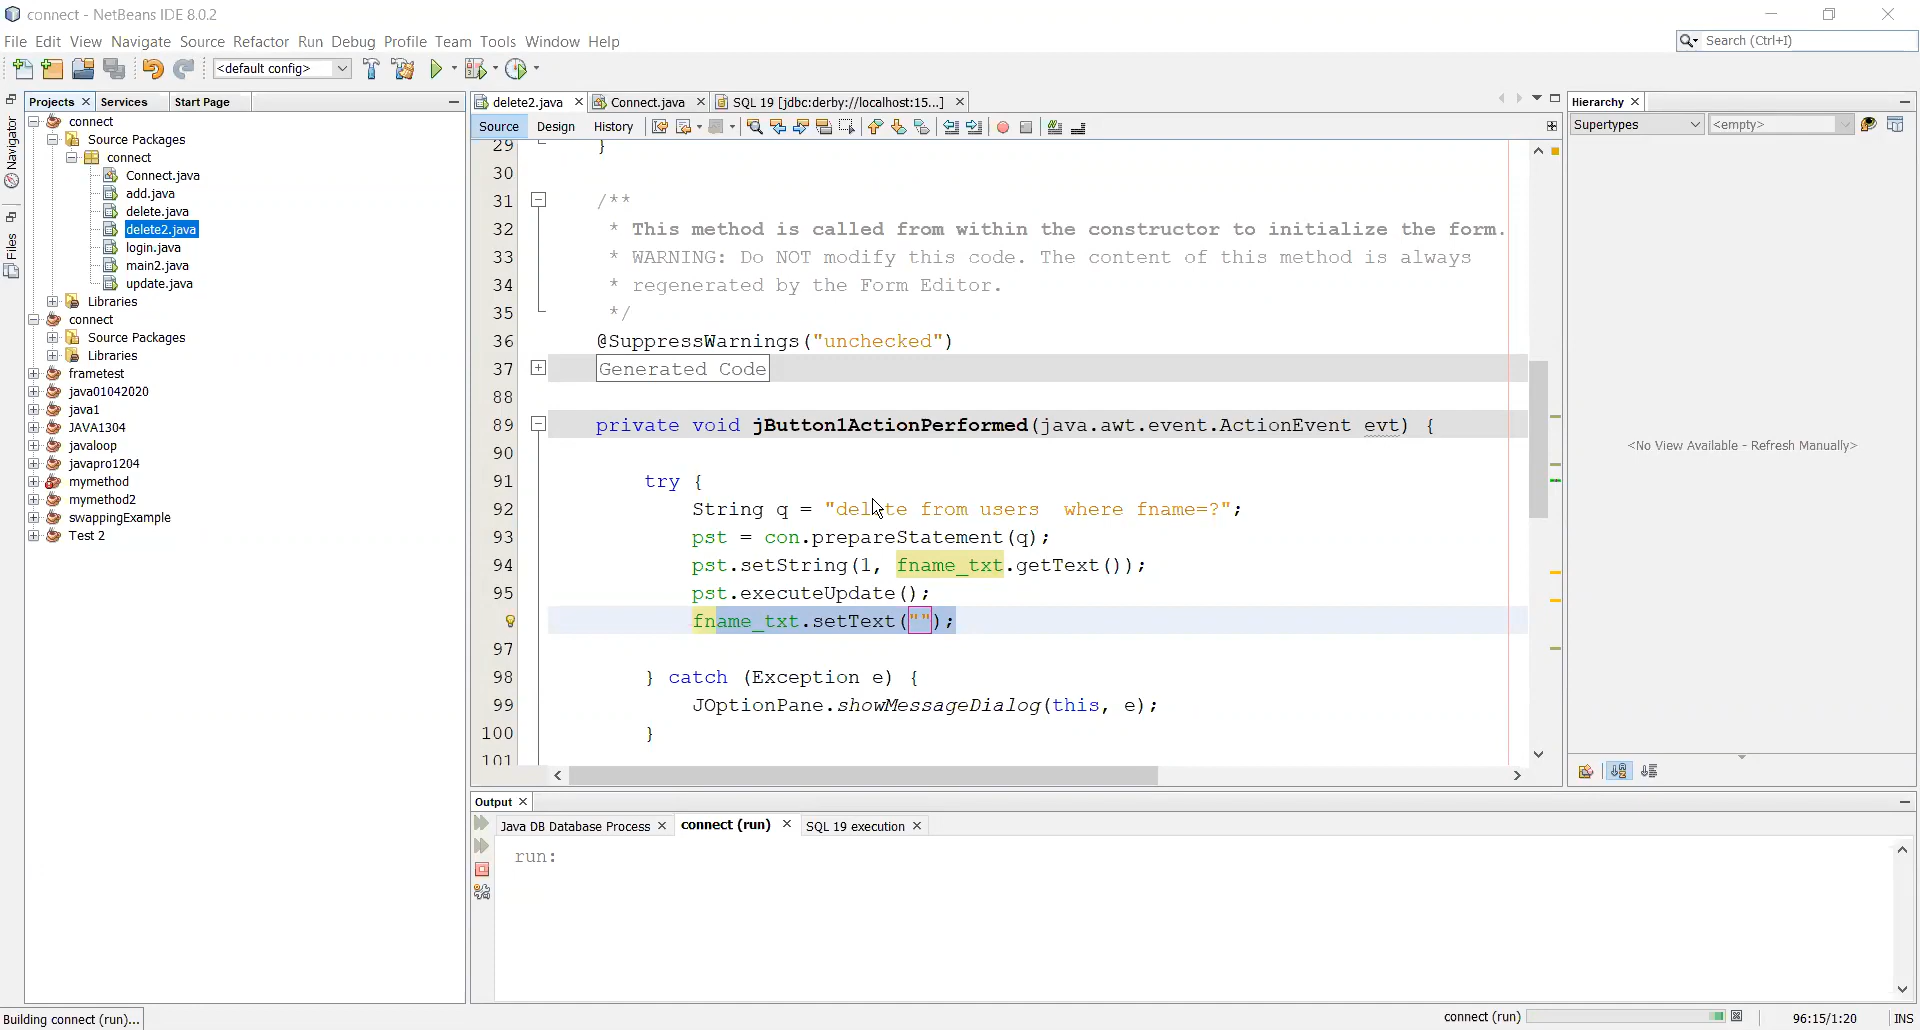 connect - NetBeans IDE 8.0.2
File Edit View Navigate Source Refactor Run Debug Profile Team Tools Window Help
Search (Ctrl+I)
<default config>
Projects
Services
Start Page
Navigator
Files
connect
Source Packages
connect
Connect.java
add.java
delete.java
delete2.java
login.java
main2.java
update.java
Libraries
connect
Source Packages
Libraries
frametest
java01042020
java1
JAVA1304
javaloop
javapro1204
mymethod
mymethod2
swappingExample
Test 2
delete2.java
Connect.java
SQL 19 [jdbc:derby://localhost:15...]
Source Design History
29 }
30
31 /**
32 * This method is called from within the constructor to initialize the form.
33 * WARNING: Do NOT modify this code. The content of this method is always
34 * regenerated by the Form Editor.
35 */
36 @SuppressWarnings("unchecked")
37 Generated Code
88
89 private void jButton1ActionPerformed(java.awt.event.ActionEvent evt) {
90
91 try {
92 String q = "delete from users  where fname=?";
93 pst = con.prepareStatement(q);
94 pst.setString(1, fname_txt.getText());
95 pst.executeUpdate();
fname_txt.setText("");
97
98 } catch (Exception e) {
99 JOptionPane.showMessageDialog(this, e);
100 }
101
Hierarchy
Supertypes
<empty>
<No View Available - Refresh Manually>
Output
Java DB Database Process
connect (run)
SQL 19 execution
run:
Building connect (run)...
connect (run)
96:15/1:20
INS